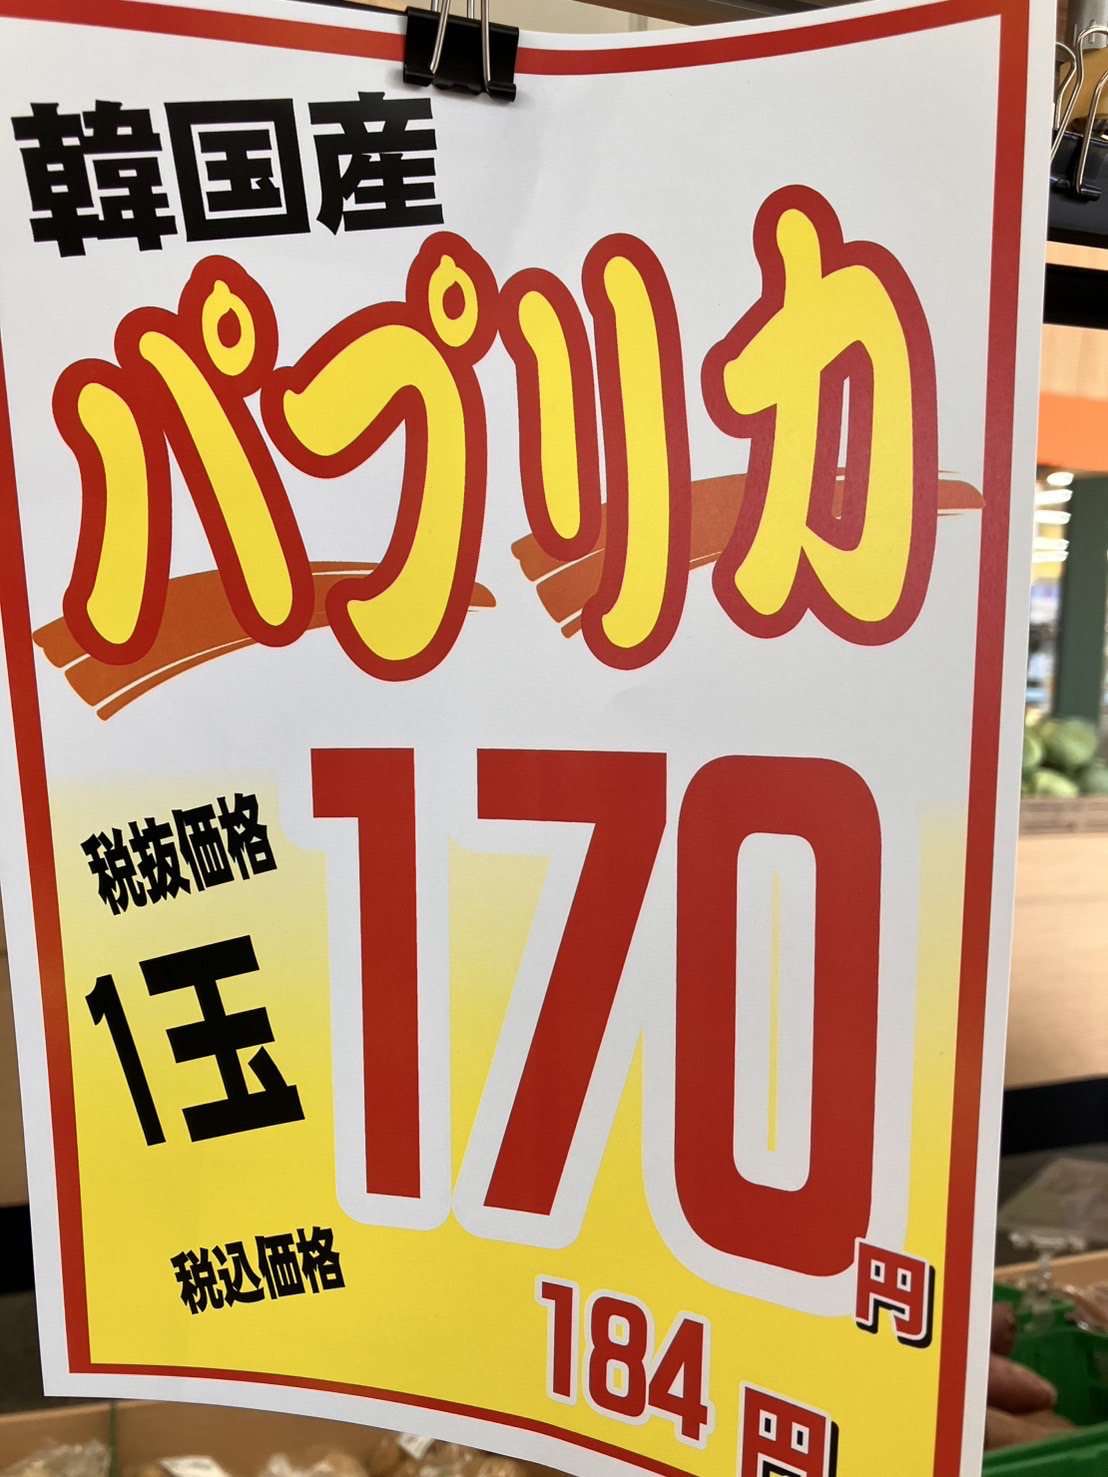 韓国産
パプリカ
税抜価格
1玉
170円
税込価格
184円